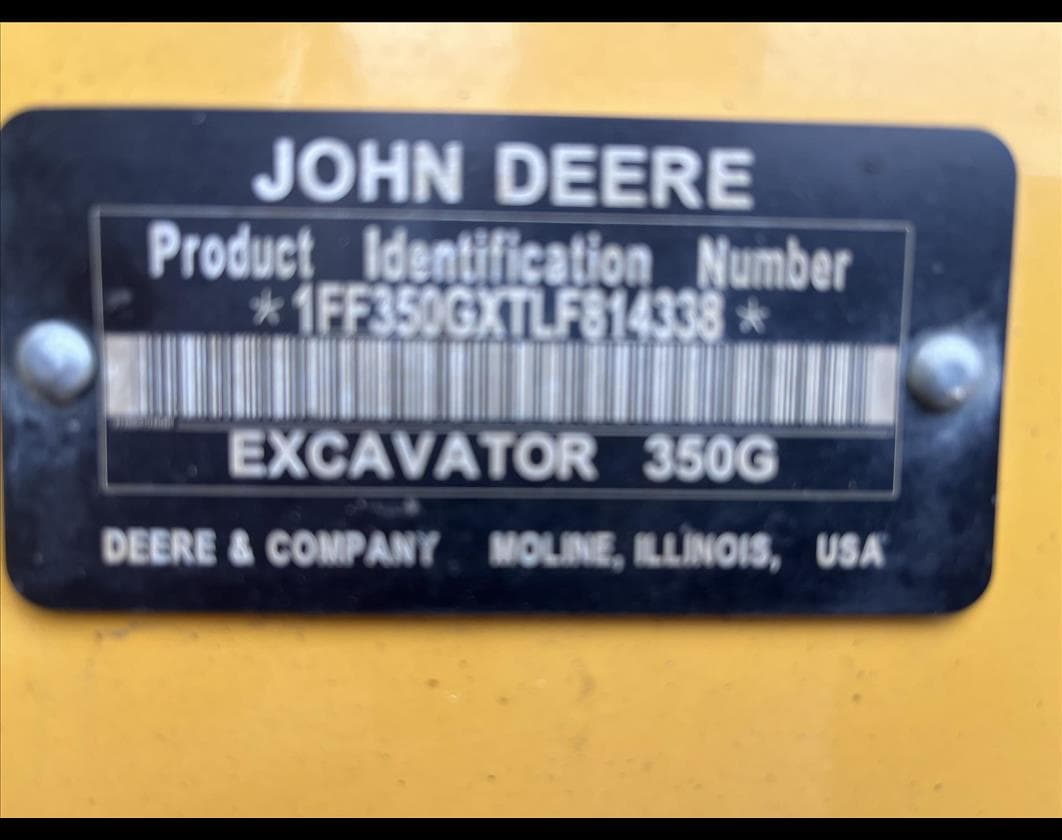 JOHN DEERE
Product Identification Number
*1FF350GXTLF814338*
EXCAVATOR 350G
DEERE & COMPANY MOLINE, ILLINOIS, USA